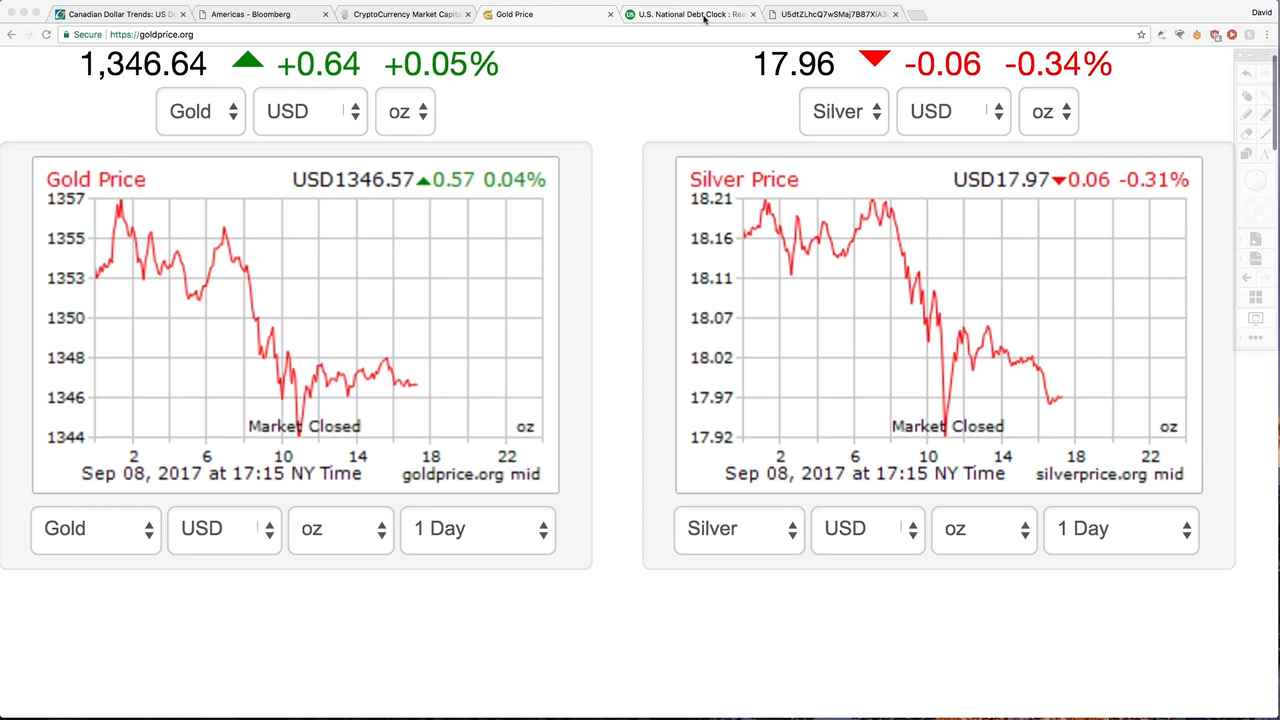 Canadian Dollar Trends: US D
Americas - Bloomberg
CryptoCurrency Market Capita
Gold Price
U.S. National Debt Clock : Rea
U5dtZLhcQ7wSMaj7B87XlA3
David
Secure
https://goldprice.org
1,346.64 +0.64 +0.05%
17.96 -0.06 -0.34%
Gold USD oz
Silver USD oz
Gold Price USD1346.57 0.57 0.04%
1357
1355
1353
1350
1348
1346
1344
Market Closed oz
2 6 10 14 18 22
Sep 08, 2017 at 17:15 NY Time goldprice.org mid
Silver Price USD17.97 0.06 -0.31%
18.21
18.16
18.11
18.07
18.02
17.97
17.92
Market Closed oz
2 6 10 14 18 22
Sep 08, 2017 at 17:15 NY Time silverprice.org mid
Gold USD oz 1 Day
Silver USD oz 1 Day